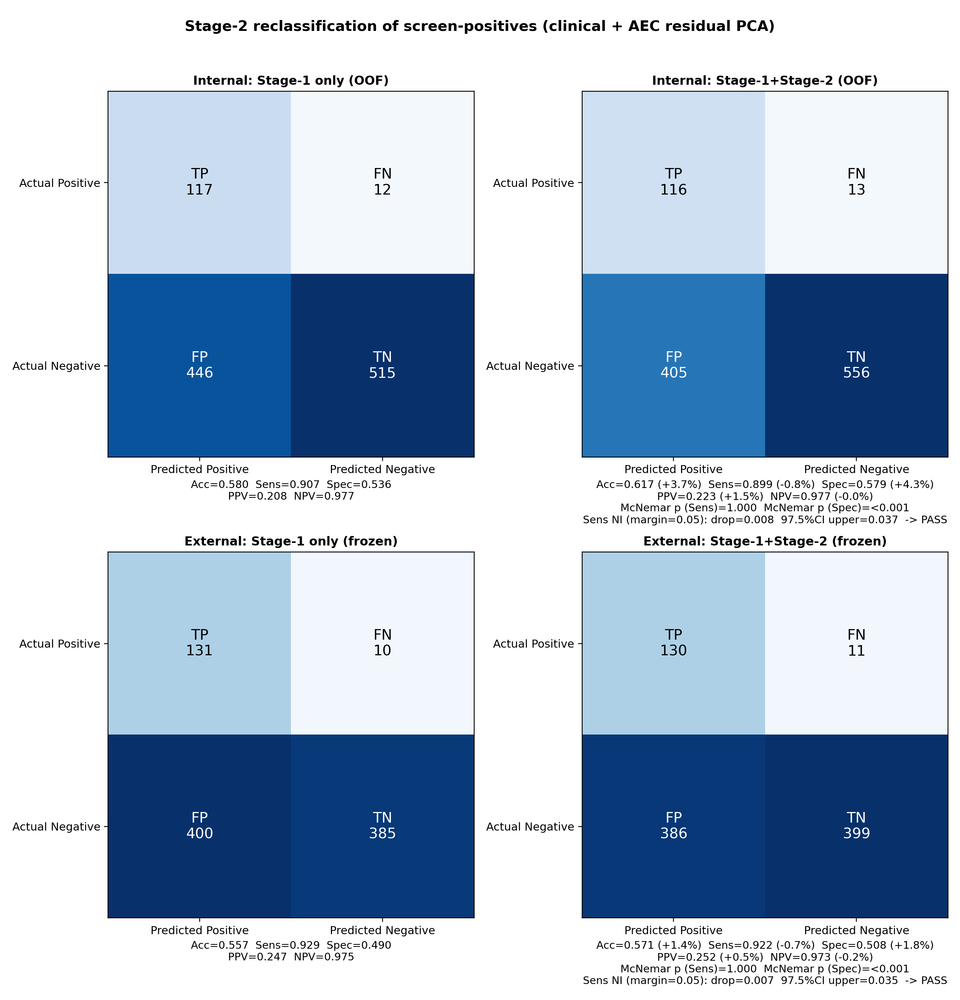 Stage-2 reclassification of screen-positives (clinical + AEC residual PCA)
Internal: Stage-1 only (OOF)
Actual Positive
TP
117
FN
12
Actual Negative
FP
446
TN
515
Predicted Positive
Predicted Negative
Acc=0.580  Sens=0.907  Spec=0.536
PPV=0.208  NPV=0.977
Internal: Stage-1+Stage-2 (OOF)
Actual Positive
TP
116
FN
13
Actual Negative
FP
405
TN
556
Predicted Positive
Predicted Negative
Acc=0.617 (+3.7%)  Sens=0.899 (-0.8%)  Spec=0.579 (+4.3%)
PPV=0.223 (+1.5%)  NPV=0.977 (-0.0%)
McNemar p (Sens)=1.000  McNemar p (Spec)=<0.001
Sens NI (margin=0.05): drop=0.008  97.5%CI upper=0.037  -> PASS
External: Stage-1 only (frozen)
Actual Positive
TP
131
FN
10
Actual Negative
FP
400
TN
385
Predicted Positive
Predicted Negative
Acc=0.557  Sens=0.929  Spec=0.490
PPV=0.247  NPV=0.975
External: Stage-1+Stage-2 (frozen)
Actual Positive
TP
130
FN
11
Actual Negative
FP
386
TN
399
Predicted Positive
Predicted Negative
Acc=0.571 (+1.4%)  Sens=0.922 (-0.7%)  Spec=0.508 (+1.8%)
PPV=0.252 (+0.5%)  NPV=0.973 (-0.2%)
McNemar p (Sens)=1.000  McNemar p (Spec)=<0.001
Sens NI (margin=0.05): drop=0.007  97.5%CI upper=0.035  -> PASS